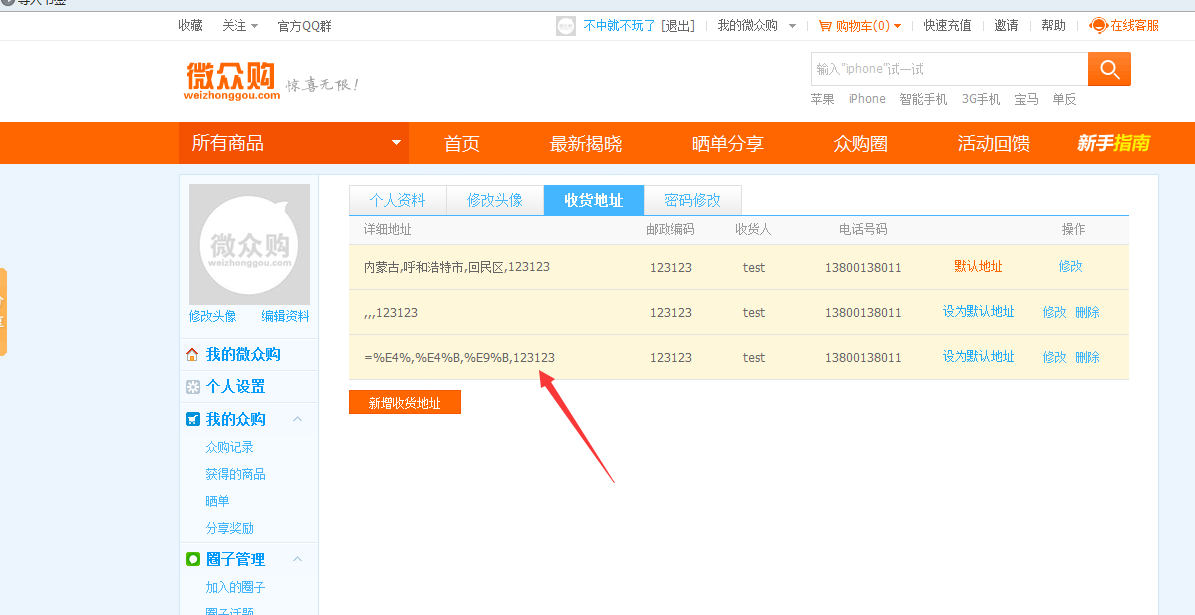 导入书签
收藏 关注 官方QQ群 不中就不玩了 [退出] 我的微众购 购物车(0) 快速充值 邀请 帮助 在线客服
微众购 惊喜无限!
weizhonggou.com
输入"iphone"试一试
苹果 iPhone 智能手机 3G手机 宝马 单反
所有商品 首页 最新揭晓 晒单分享 众购圈 活动回馈 新手指南
微众购
weizhonggou.com
修改头像 编辑资料
我的微众购
个人设置
我的众购
众购记录
获得的商品
晒单
分享奖励
圈子管理
加入的圈子
圈子话题
个人资料 修改头像 收货地址 密码修改
详细地址 邮政编码 收货人 电话号码 操作
内蒙古,呼和浩特市,回民区,123123 123123 test 13800138011 默认地址 修改
,,,123123 123123 test 13800138011 设为默认地址 修改 删除
=%E4%,%E4%B,%E9%B,123123 123123 test 13800138011 设为默认地址 修改 删除
新增收货地址